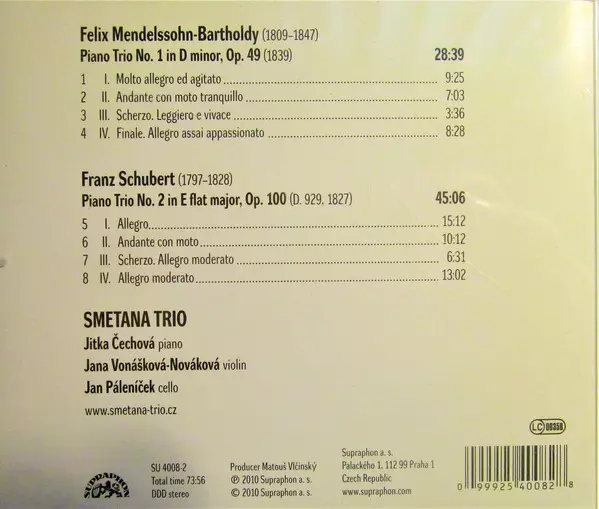 Felix Mendelssohn-Bartholdy (1809–1847)
Piano Trio No. 1 in D minor, Op. 49 (1839) 28:39
1 I. Molto allegro ed agitato 9:25
2 II. Andante con moto tranquillo 7:03
3 III. Scherzo. Leggiero e vivace 3:36
4 IV. Finale. Allegro assai appassionato 8:28
Franz Schubert (1797–1828)
Piano Trio No. 2 in E flat major, Op. 100 (D. 929, 1827) 45:06
5 I. Allegro 15:12
6 II. Andante con moto 10:12
7 III. Scherzo. Allegro moderato 6:31
8 IV. Allegro moderato 13:02
SMETANA TRIO
Jitka Čechová piano
Jana Vonášková-Nováková violin
Jan Páleníček cello
www.smetana-trio.cz
LC 00358
SUPRAPHON
SU 4008-2
Total time 73:56
DDD stereo
Producer Matouš Vlčinský
℗ 2010 Supraphon a. s.
© 2010 Supraphon a. s.
Supraphon a. s.
Palackého 1, 112 99 Praha 1
Czech Republic
www.supraphon.com
0 99925 40082 8